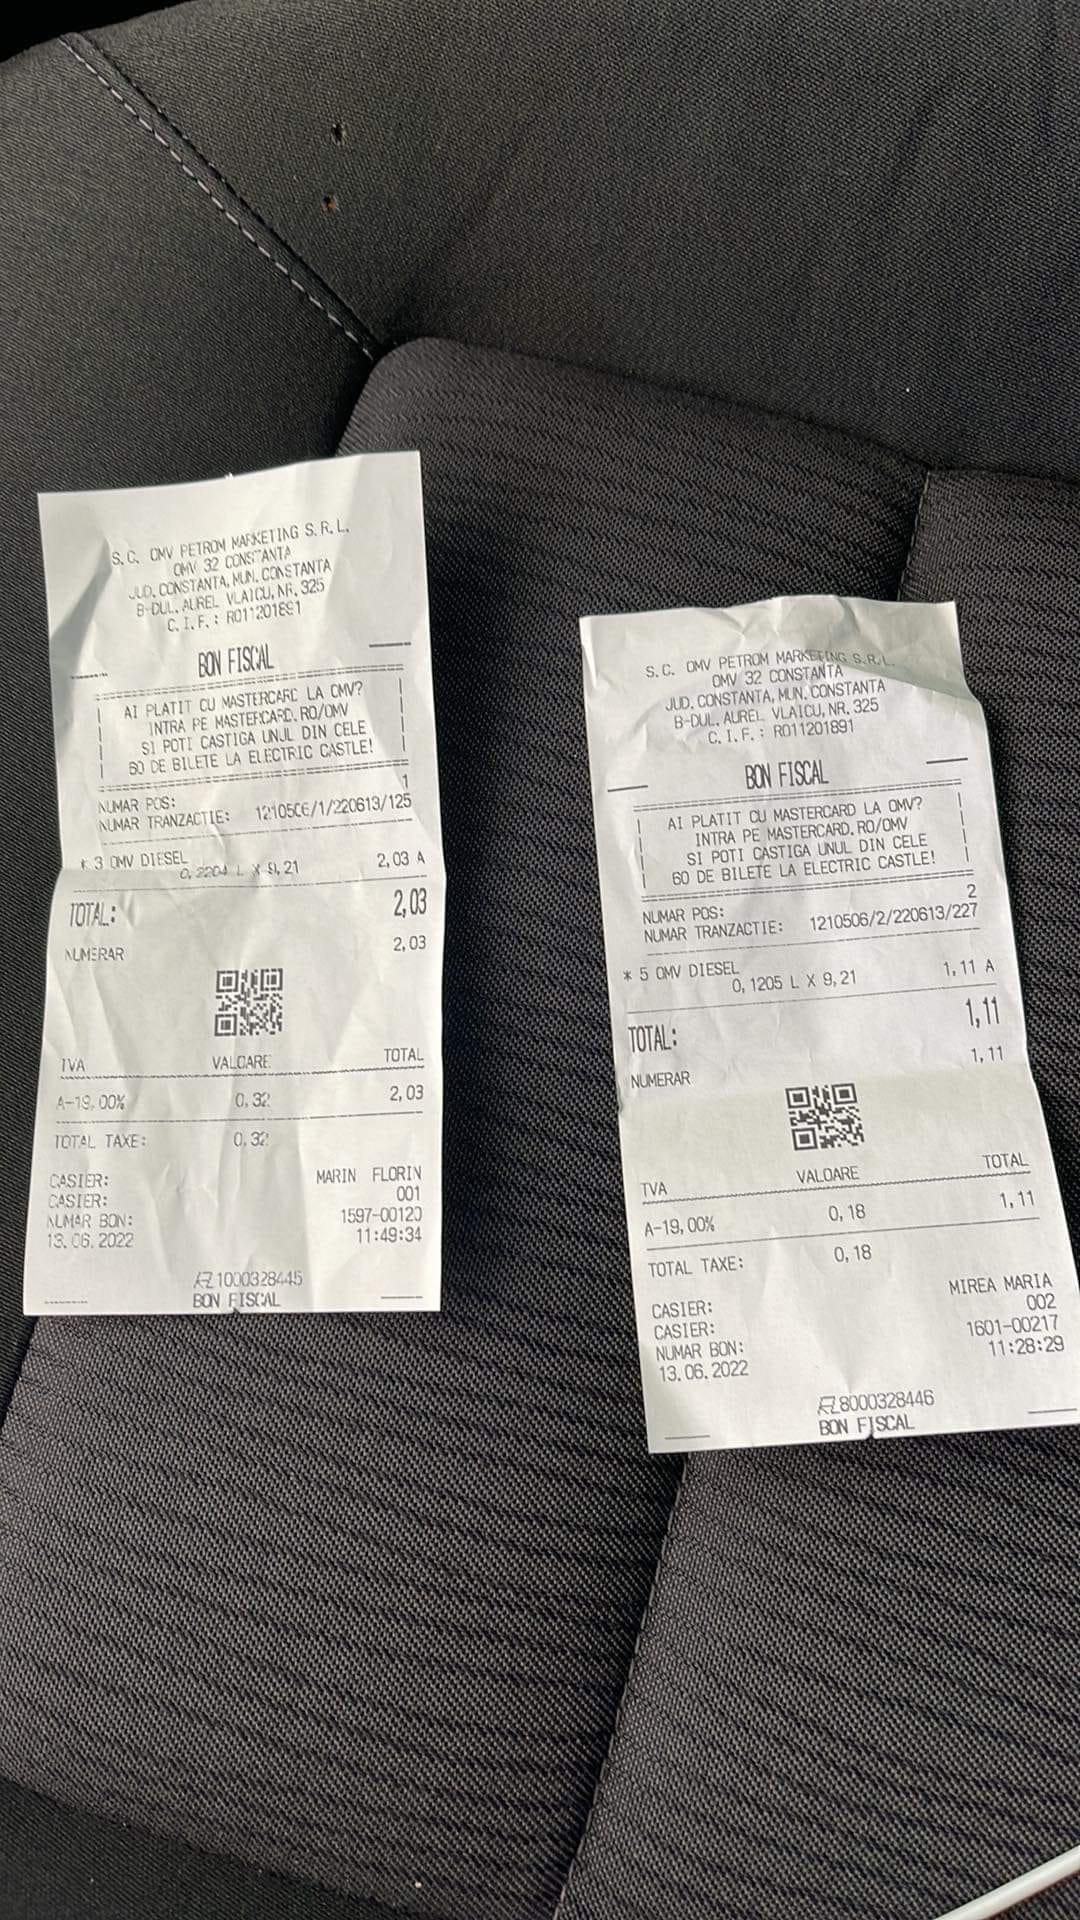 S.C. OMV PETROM MARKETING S.R.L.
OMV 32 CONSTANTA
JUD. CONSTANTA, MUN. CONSTANTA
B-DUL. AUREL VLAICU, NR. 325
C.I.F.: RO11201891
BON FISCAL
AI PLATIT CU MASTERCARD LA OMV?
INTRA PE MASTERCARD.RO/OMV
SI POTI CASTIGA UNUL DIN CELE
60 DE BILETE LA ELECTRIC CASTLE!
NUMAR POS: 1
NUMAR TRANZACTIE: 1210506/1/220613/125
* 3 OMV DIESEL
0,2204 L X 9,21 2,03 A
TOTAL: 2,03
NUMERAR 2,03
TVA VALOARE TOTAL
A-19,00% 0,32 2,03
TOTAL TAXE: 0,32
CASIER: MARIN FLORIN
CASIER: 001
NUMAR BON: 1597-00120
13.06.2022 11:49:34
1000328445
BON FISCAL
S.C. OMV PETROM MARKETING S.R.L.
OMV 32 CONSTANTA
JUD. CONSTANTA, MUN. CONSTANTA
B-DUL. AUREL VLAICU, NR. 325
C.I.F.: RO11201891
BON FISCAL
AI PLATIT CU MASTERCARD LA OMV?
INTRA PE MASTERCARD.RO/OMV
SI POTI CASTIGA UNUL DIN CELE
60 DE BILETE LA ELECTRIC CASTLE!
NUMAR POS: 2
NUMAR TRANZACTIE: 1210506/2/220613/227
* 5 OMV DIESEL
0,1205 L X 9,21 1,11 A
TOTAL: 1,11
NUMERAR 1,11
TVA VALOARE TOTAL
A-19,00% 0,18 1,11
TOTAL TAXE: 0,18
CASIER: MIREA MARIA
CASIER: 002
NUMAR BON: 1601-00217
13.06.2022 11:28:29
8000328446
BON FISCAL